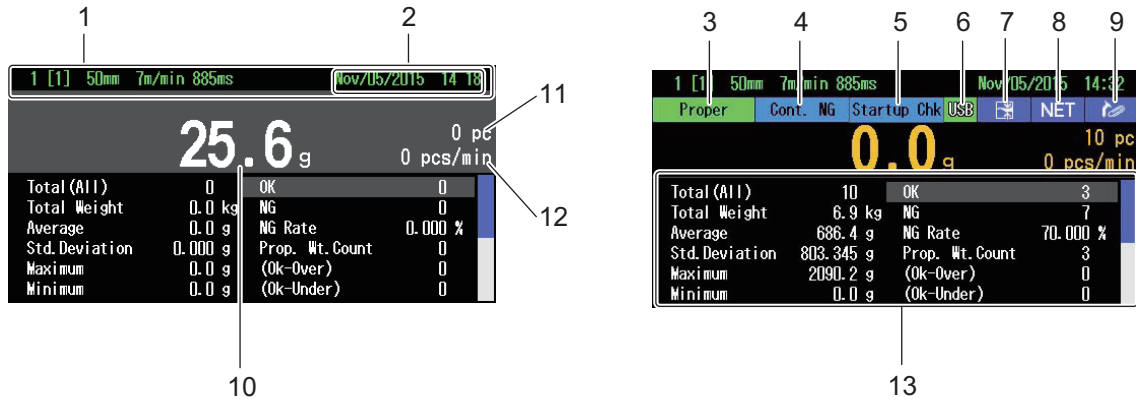 1
2
1 [1] 50mm 7m/min 885ms Nov/05/2015 14 18
25.6 g
0 pc
0 pcs/min
11
12
Total(All) 0 OK 0
Total Weight 0.0 kg NG 0
Average 0.0 g NG Rate 0.000 %
Std.Deviation 0.000 g Prop. Wt.Count 0
Maximum 0.0 g (Ok-Over) 0
Minimum 0.0 g (Ok-Under) 0
10
3 4 5 6 7 8 9
1 [1] 50mm 7m/min 885ms Nov/05/2015 14:32
Proper Cont. NG Startup Chk USB NET
0.0 g
10 pc
0 pcs/min
Total(All) 10 OK 3
Total Weight 6.9 kg NG 7
Average 686.4 g NG Rate 70.000 %
Std.Deviation 803.345 g Prop. Wt.Count 3
Maximum 2090.2 g (Ok-Over) 0
Minimum 0.0 g (Ok-Under) 0
13